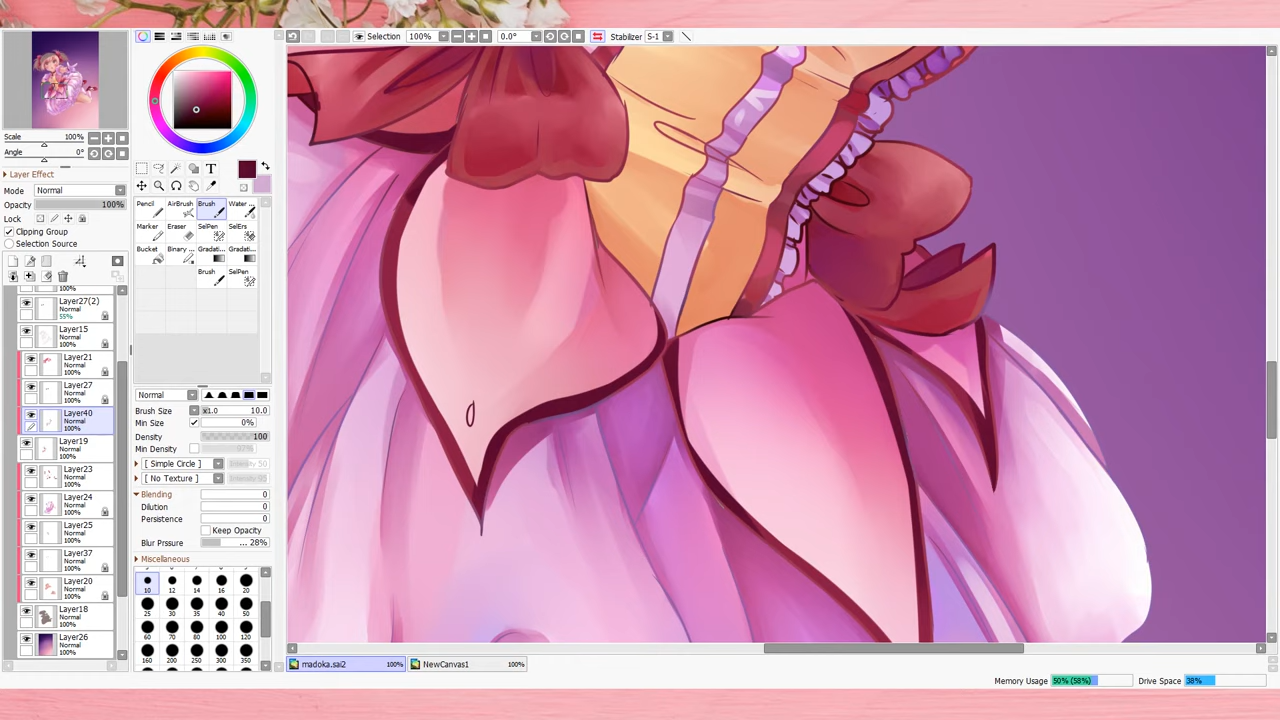 Selection
100%
0.0°
Stabilizer
S-1
Scale
100%
Angle
0°
Layer Effect
Mode
Normal
Opacity
100%
Lock
Clipping Group
Selection Source
100%
Layer27(2)
Normal
55%
Layer15
Normal
100%
Layer21
Normal
100%
Layer27
Normal
100%
Layer40
Normal
100%
Layer19
Normal
100%
Layer23
Normal
100%
Layer24
Normal
100%
Layer25
Normal
100%
Layer37
Normal
100%
Layer20
Normal
100%
Layer18
Normal
100%
Layer26
Normal
100%
T
Pencil
AirBrush
Brush
Water ...
Marker
Eraser
SelPen
SelErs
Bucket
Binary ...
Gradati...
Gradati...
Brush
SelPen
Normal
Brush Size
x1.0
10.0
Min Size
0%
Density
100
Min Density
[ Simple Circle ]
Intensity 50
[ No Texture ]
Blending
0
Dilution
0
Persistence
0
Keep Opacity
Blur Prssure
... 28%
Miscellaneous
10 12 14 16 20
25 30 35 40 50
60 70 80 100 120
160 200 250 300 350
madoka.sai2
100%
NewCanvas1
100%
Memory Usage
50% (58%)
Drive Space
38%